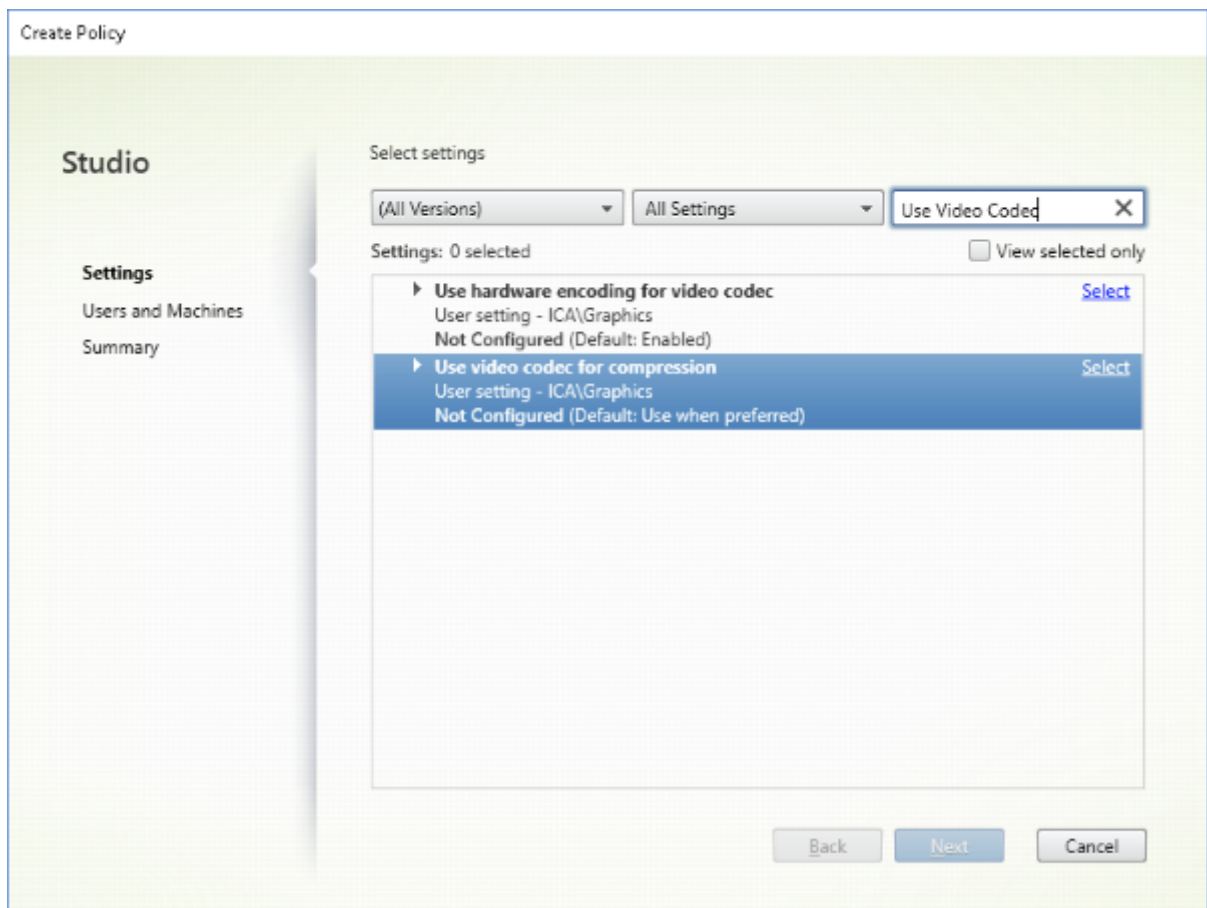 Create Policy
Studio
Settings
Users and Machines
Summary
Select settings
(All Versions) All Settings Use Video Codec
Settings: 0 selected View selected only
Use hardware encoding for video codec Select
User setting - ICA\Graphics
Not Configured (Default: Enabled)
Use video codec for compression Select
User setting - ICA\Graphics
Not Configured (Default: Use when preferred)
Back Next Cancel